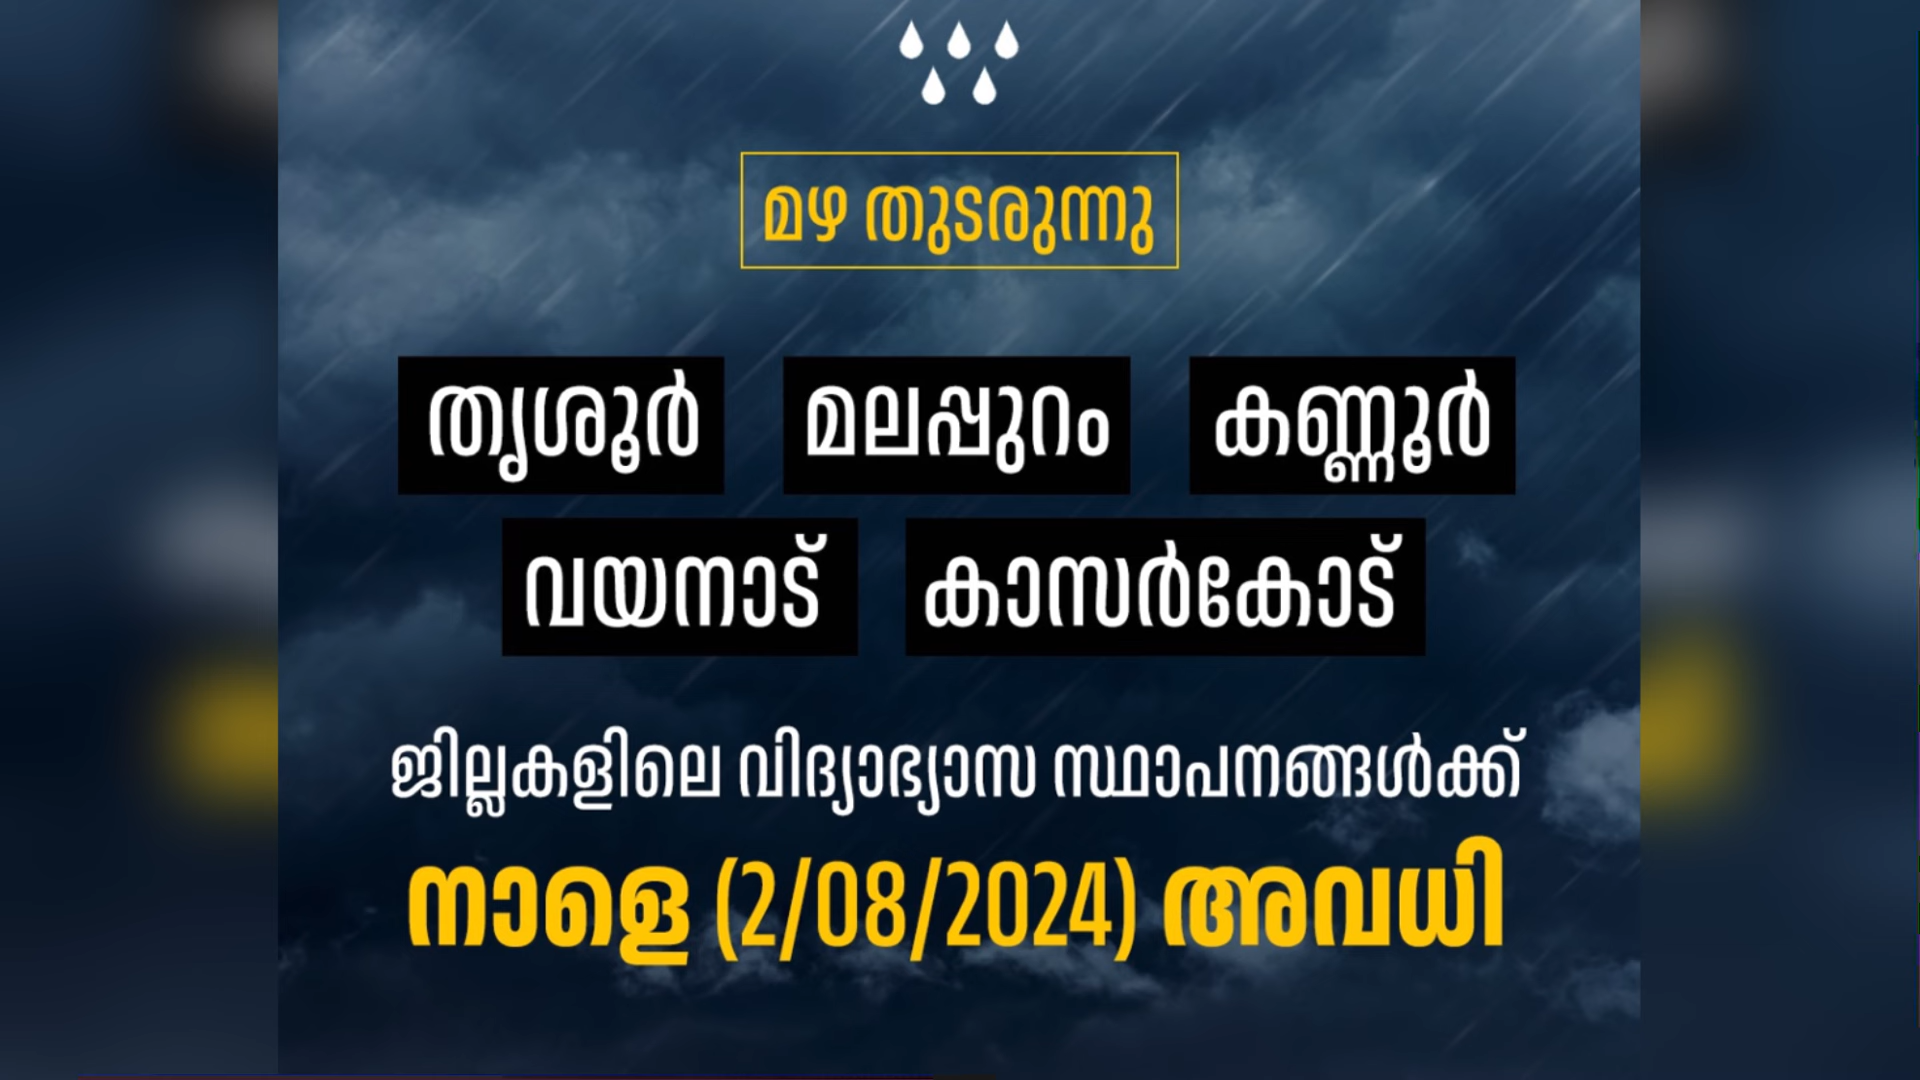 മഴ തുടരുന്നു
തൃശൂർ മലപ്പുറം കണ്ണൂർ
വയനാട് കാസർകോട്
ജില്ലകളിലെ വിദ്യാഭ്യാസ സ്ഥാപനങ്ങൾക്ക്
നാളെ (2/08/2024) അവധി